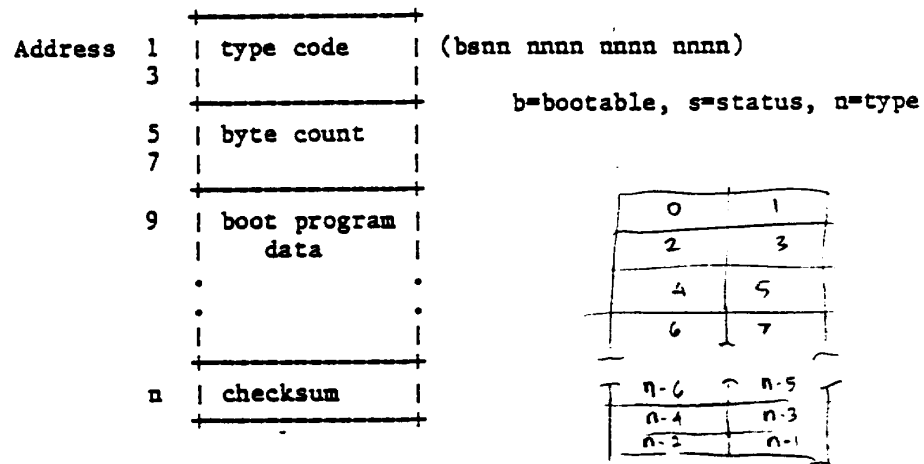 Address 1 type code (bsnn nnnn nnnn nnnn)
3
b=bootable, s=status, n=type
5 byte count
7
9 boot program
data
n checksum
0 1
2 3
4 5
6 7
n-6 n-5
n-4 n-3
n-2 n-1